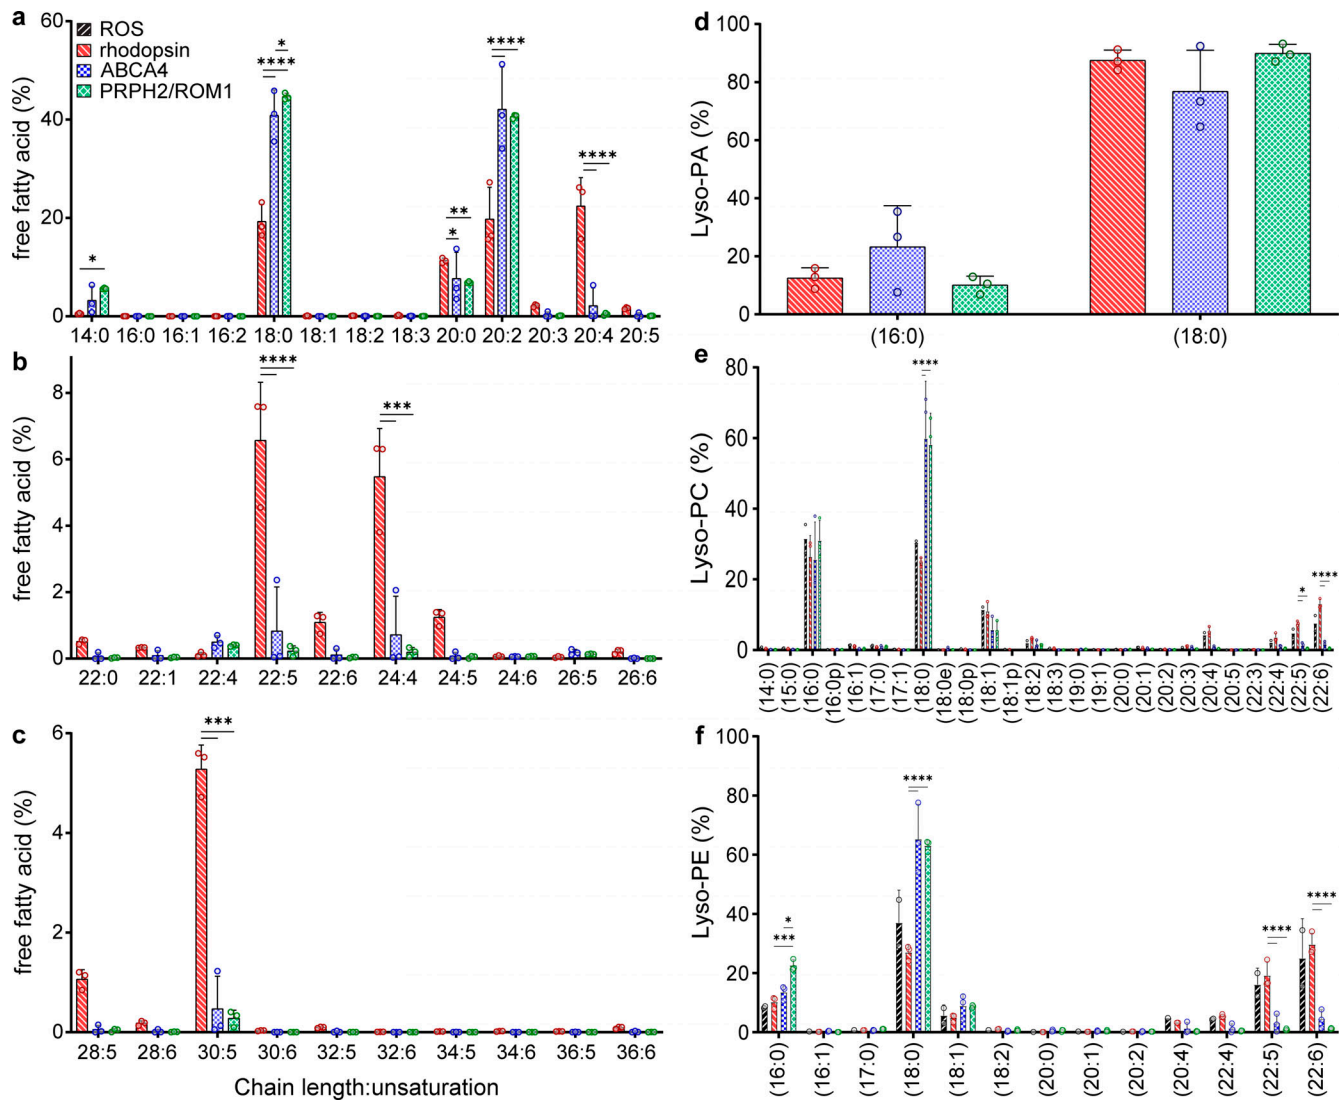 a
free fatty acid (%)
60
40
20
0
ROS
rhodopsin
ABCA4
PRPH2/ROM1
* **** * * ** **** ****
14:0 16:0 16:1 16:2 18:0 18:1 18:2 18:3 20:0 20:2 20:3 20:4 20:5
b
free fatty acid (%)
8
6
4
2
0
**** ***
22:0 22:1 22:4 22:5 22:6 24:4 24:5 24:6 26:5 26:6
c
free fatty acid (%)
6
4
2
0
***
28:5 28:6 30:5 30:6 32:5 32:6 34:5 34:6 36:5 36:6
Chain length:unsaturation
d
Lyso-PA (%)
100
80
60
40
20
0
(16:0) (18:0)
e
Lyso-PC (%)
80
60
40
20
0
**** * ****
(14:0) (15:0) (16:0) (16:0p) (16:1) (17:0) (17:1) (18:0) (18:0e) (18:0p) (18:1) (18:1p) (18:2) (18:3) (19:0) (19:1) (20:0) (20:1) (20:2) (20:3) (20:4) (20:5) (22:3) (22:4) (22:5) (22:6)
f
Lyso-PE (%)
100
80
60
40
20
0
*** * **** **** ****
(16:0) (16:1) (17:0) (18:0) (18:1) (18:2) (20:0) (20:1) (20:2) (20:4) (22:4) (22:5) (22:6)